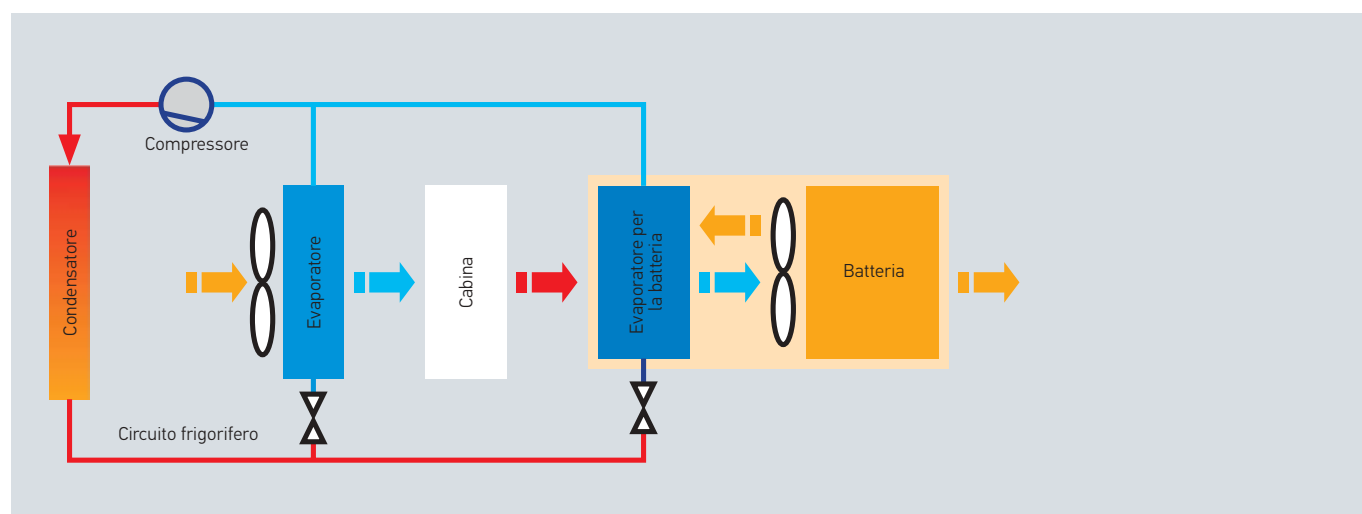 Compressore
Condensatore
Evaporatore
Cabina
Evaporatore per
la batteria
Batteria
Circuito frigorifero